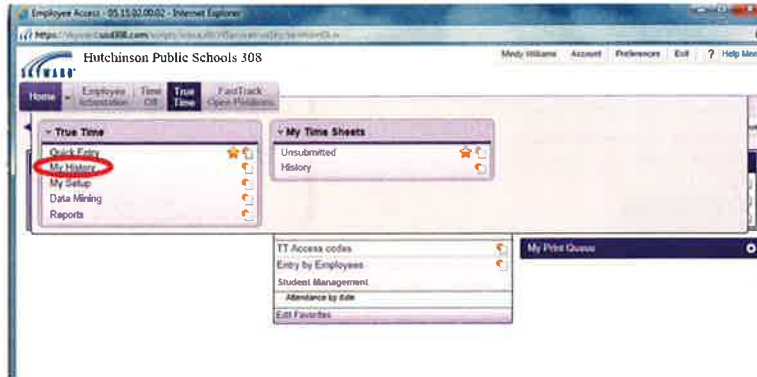 Employee Access - 05.15.02.00.02 - Internet Explorer
Hutchinson Public Schools 308
Mindy Williams Account Preferences Exit ? Help Men
SKYWARD
Home Employee Information Time Off True Time FastTrack Open Positions
True Time
Quick Entry
My History
My Setup
Data Mining
Reports
My Time Sheets
Unsubmitted
History
TT Access codes
Entry by Employees
Student Management
Attendance by date
Edit Favorites
My Print Queue